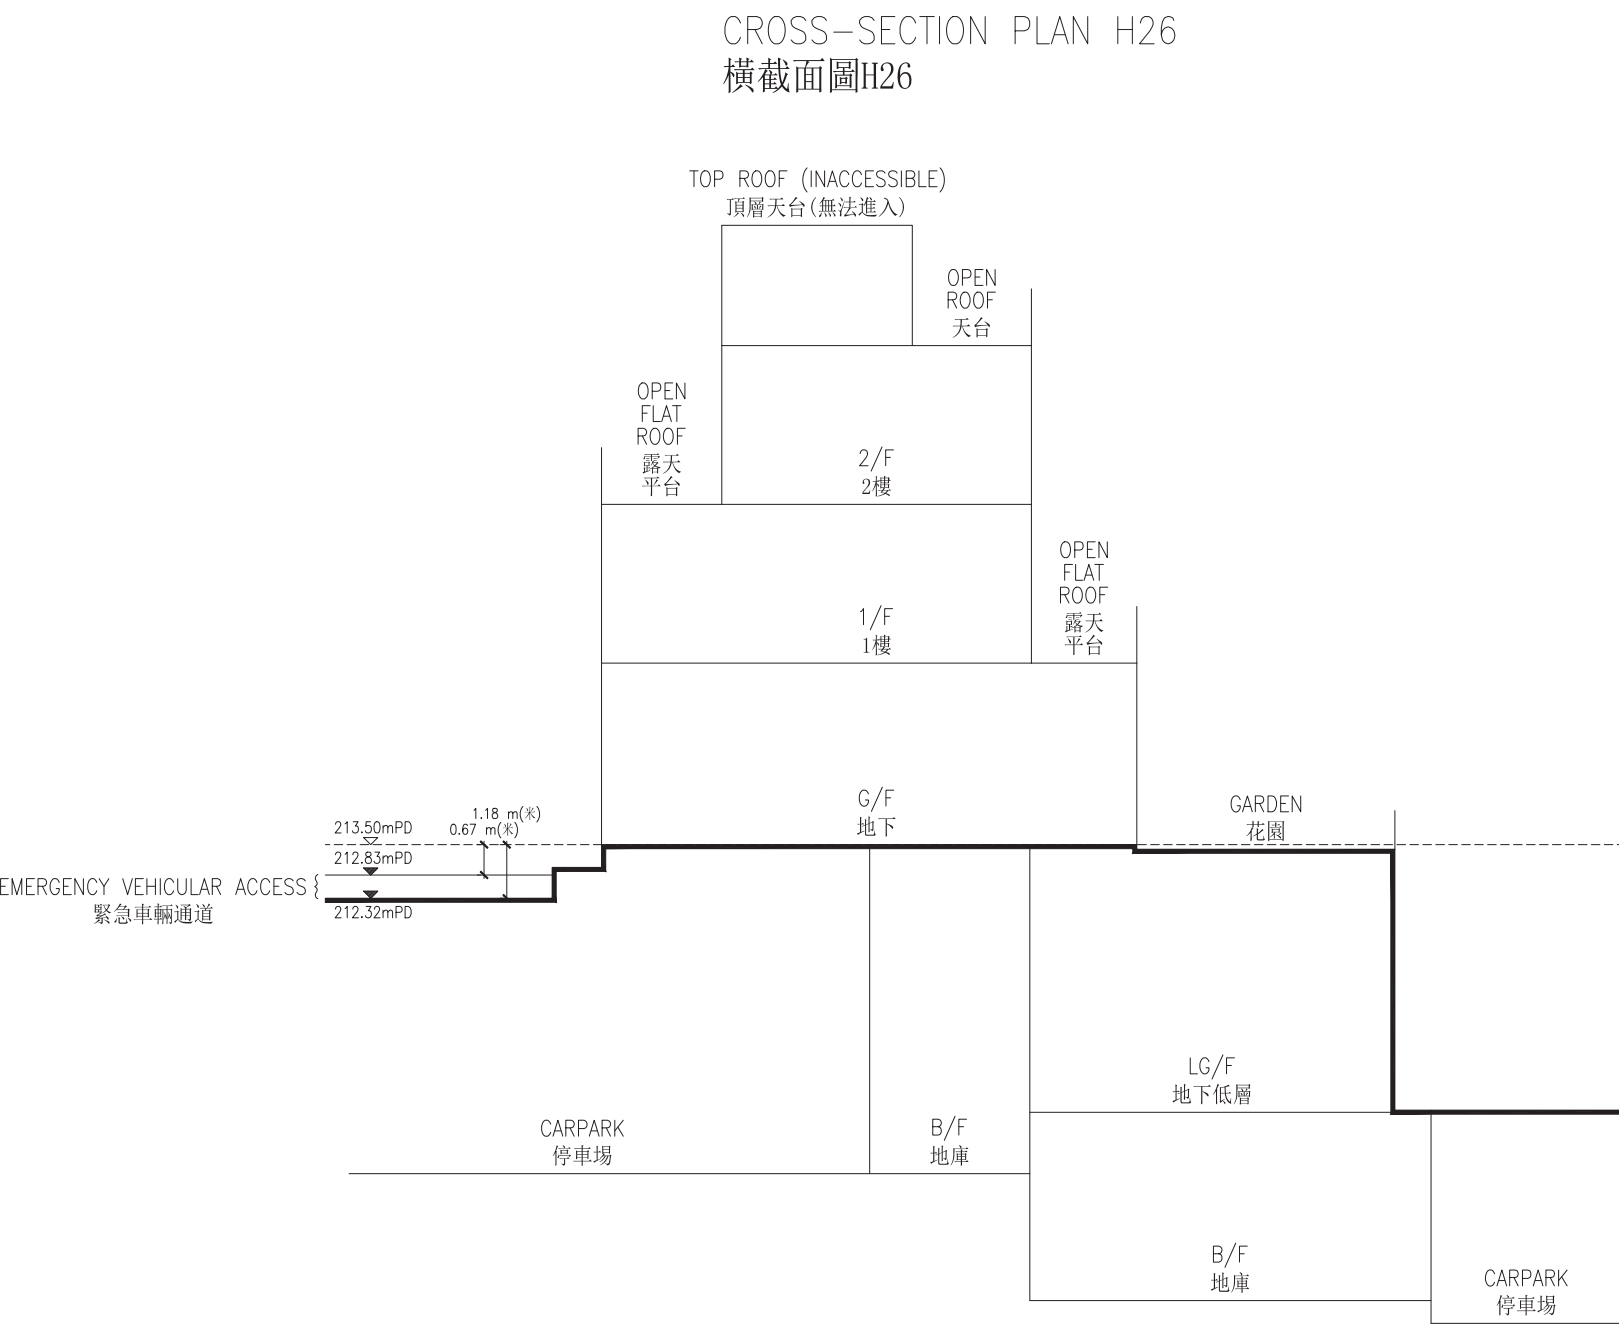 CROSS-SECTION PLAN H26
橫截面圖H26
TOP ROOF (INACCESSIBLE)
頂層天台(無法進入)
OPEN
ROOF
天台
OPEN
FLAT
ROOF
露天
平台
2/F
2樓
OPEN
FLAT
ROOF
露天
平台
1/F
1樓
G/F
地下
GARDEN
花園
1.18 m(米)
0.67 m(米)
213.50mPD
212.83mPD
EMERGENCY VEHICULAR ACCESS
緊急車輛通道
212.32mPD
LG/F
地下低層
CARPARK
停車場
B/F
地庫
B/F
地庫
CARPARK
停車場